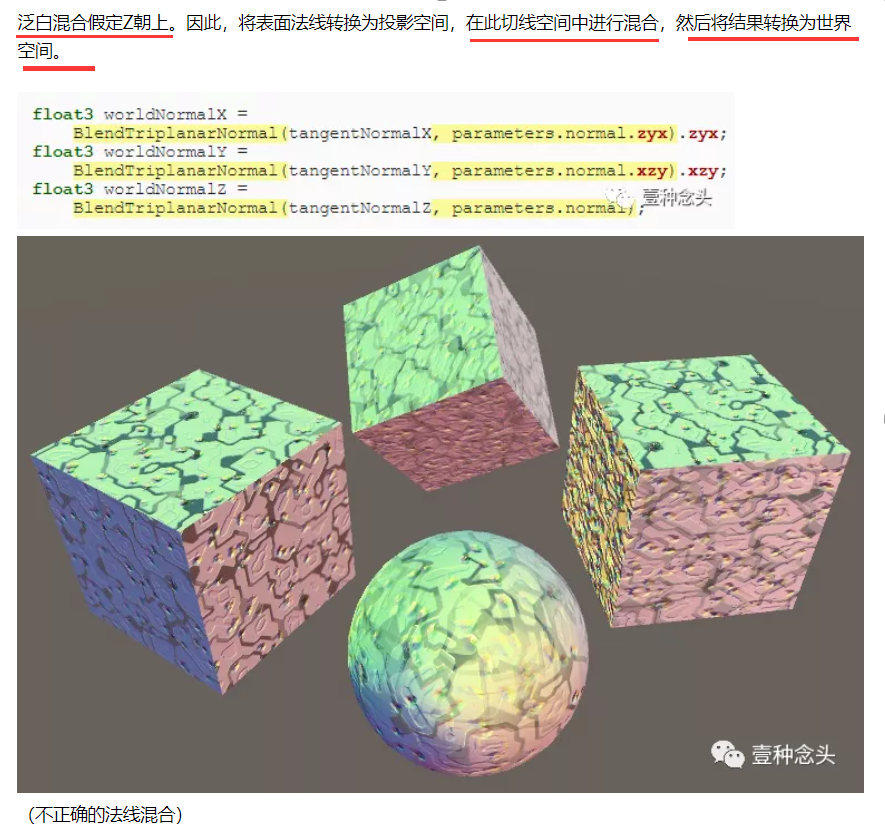 泛白混合假定Z朝上。因此，将表面法线转换为投影空间，在此切线空间中进行混合，然后将结果转换为世界
空间。
float3 worldNormalX =
BlendTriplanarNormal(tangentNormalX, parameters.normal.zyx).zyx;
float3 worldNormalY =
BlendTriplanarNormal(tangentNormalY, parameters.normal.xzy).xzy;
float3 worldNormalZ =
BlendTriplanarNormal(tangentNormalZ, parameters.normal);
壹种念头
壹种念头
（不正确的法线混合）